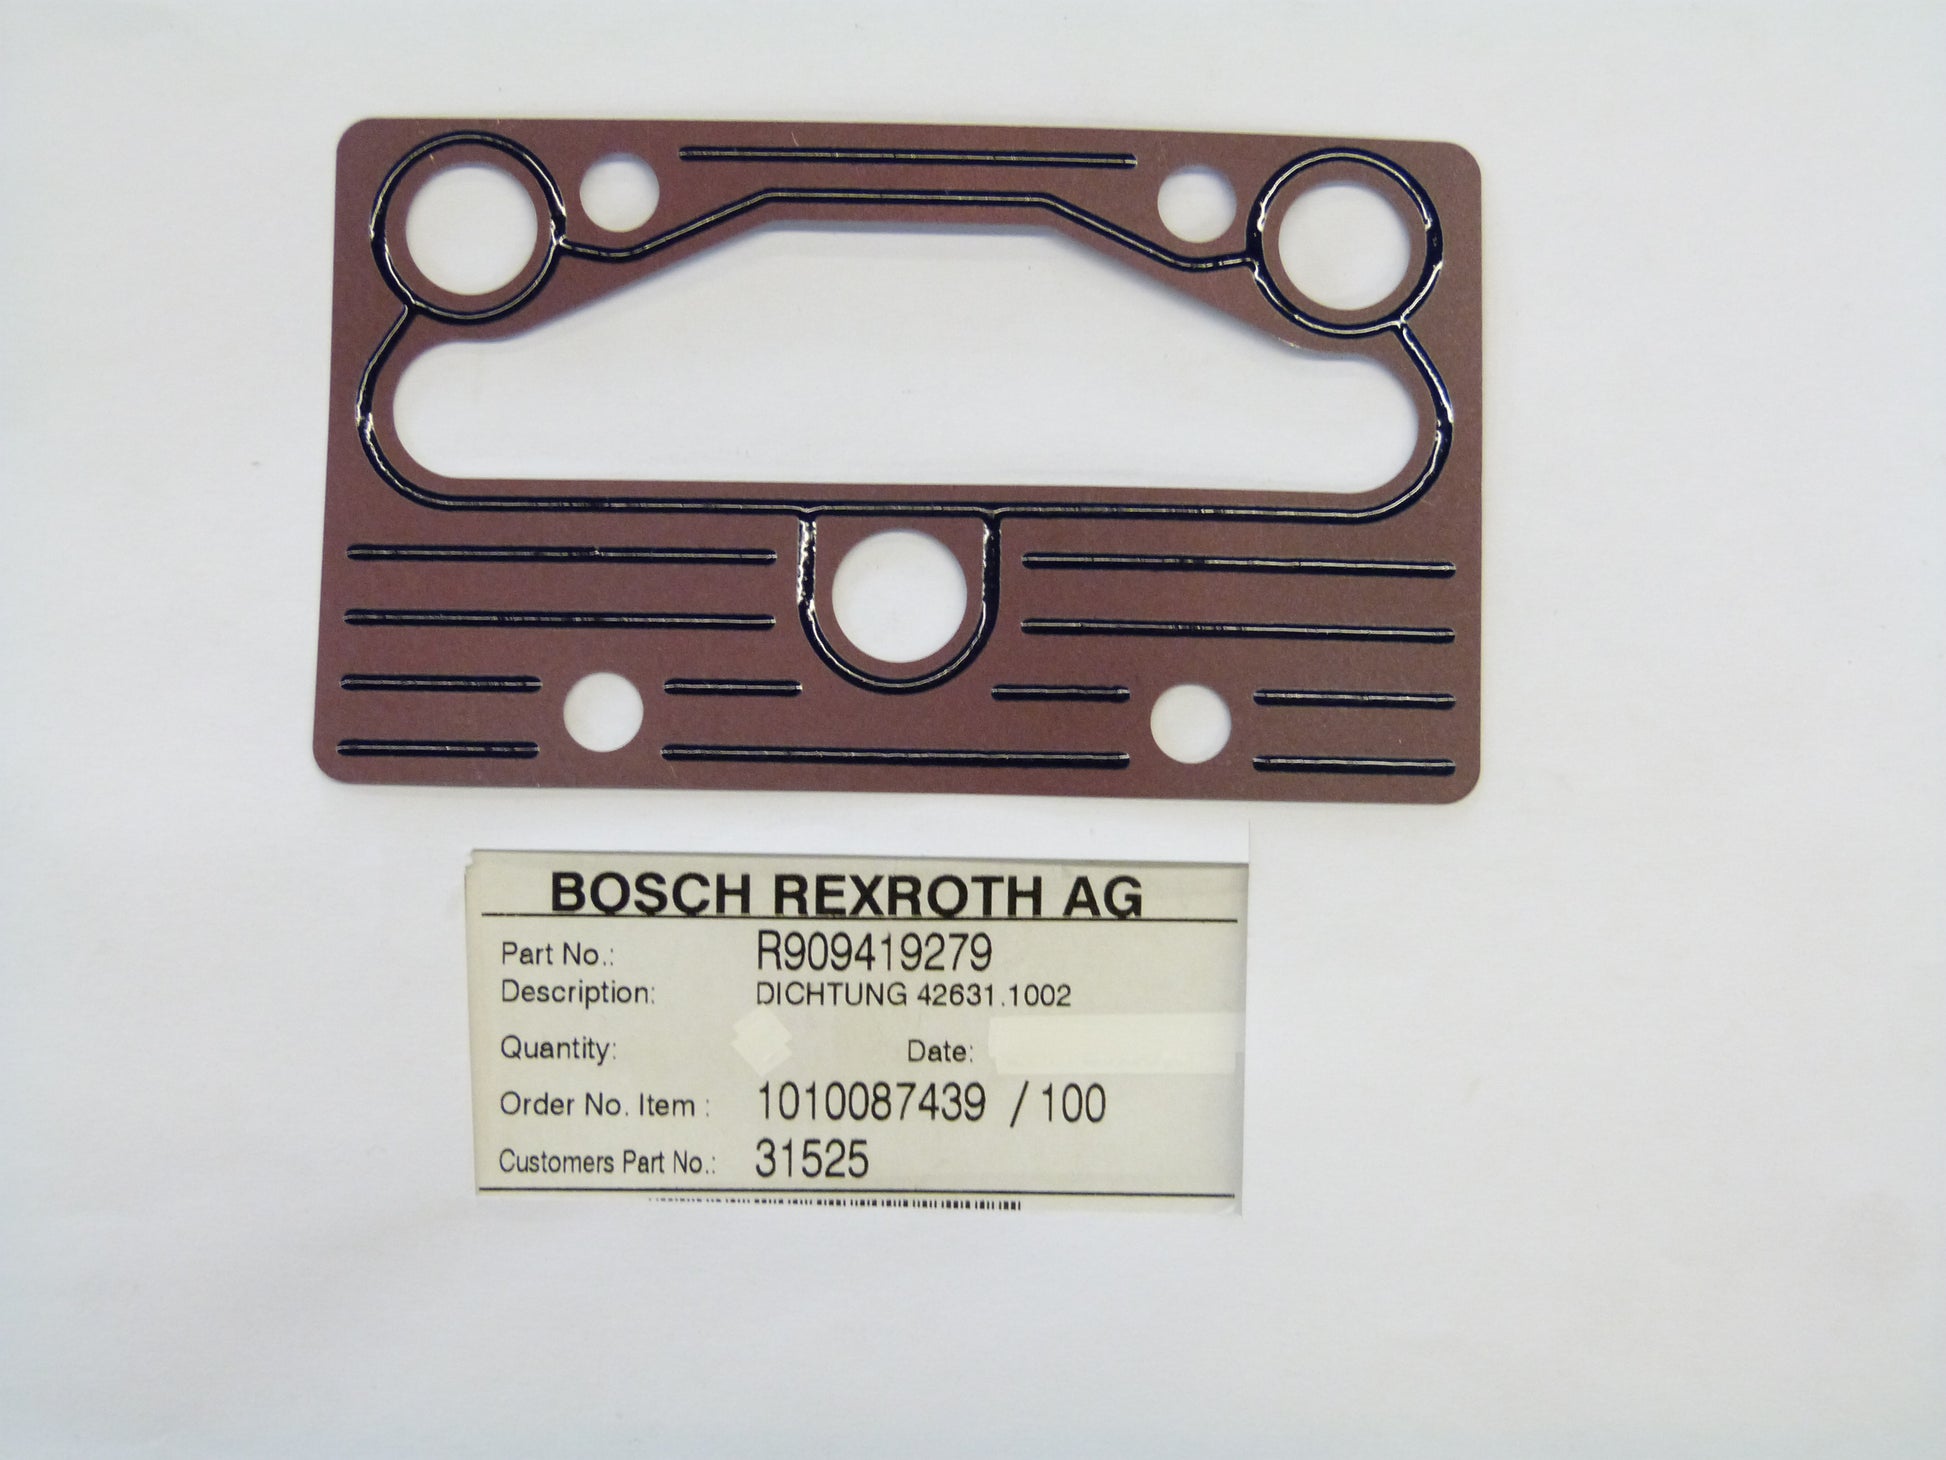 BOSCH REXROTH AG
Part No.: R909419279
Description: DICHTUNG 42631.1002
Quantity: Date:
Order No. Item : 1010087439 / 100
Customers Part No.: 31525